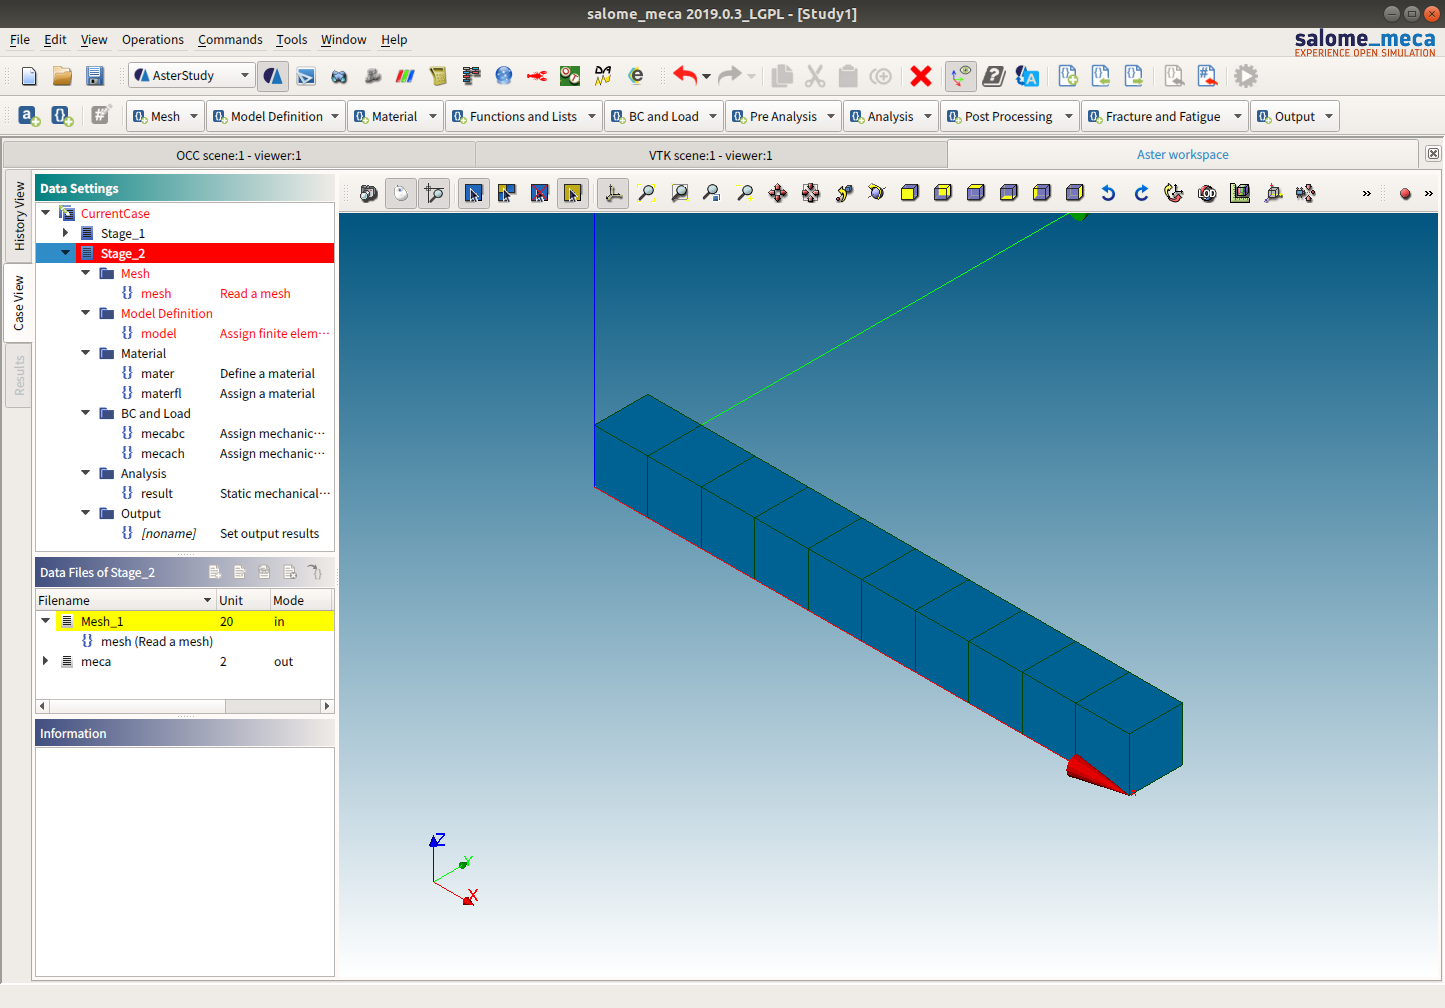 salome_meca 2019.0.3_LGPL - [Study1]
File Edit View Operations Commands Tools Window Help
salome_meca
EXPERIENCE OPEN SIMULATION
AsterStudy
Mesh Model Definition Material Functions and Lists BC and Load Pre Analysis Analysis Post Processing Fracture and Fatigue Output
OCC scene:1 - viewer:1 VTK scene:1 - viewer:1 Aster workspace
History View
Case View
Results
Data Settings
CurrentCase
Stage_1
Stage_2
Mesh
mesh Read a mesh
Model Definition
model Assign finite elem···
Material
mater Define a material
materfl Assign a material
BC and Load
mecabc Assign mechanic···
mecach Assign mechanic···
Analysis
result Static mechanical···
Output
[noname] Set output results
Data Files of Stage_2
Filename Unit Mode
Mesh_1 20 in
mesh (Read a mesh)
meca 2 out
Information
Z
Y
X